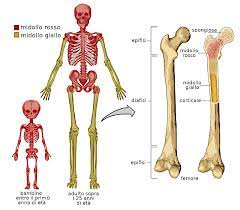 midollo rosso
midollo giallo
bambino
entro il primo
anno di età
adulto sopra
i 25 anni
di età
epifisi
diafisi
epifisi
spongiose
midollo
rosso
midollo
giallo
corticale
femore